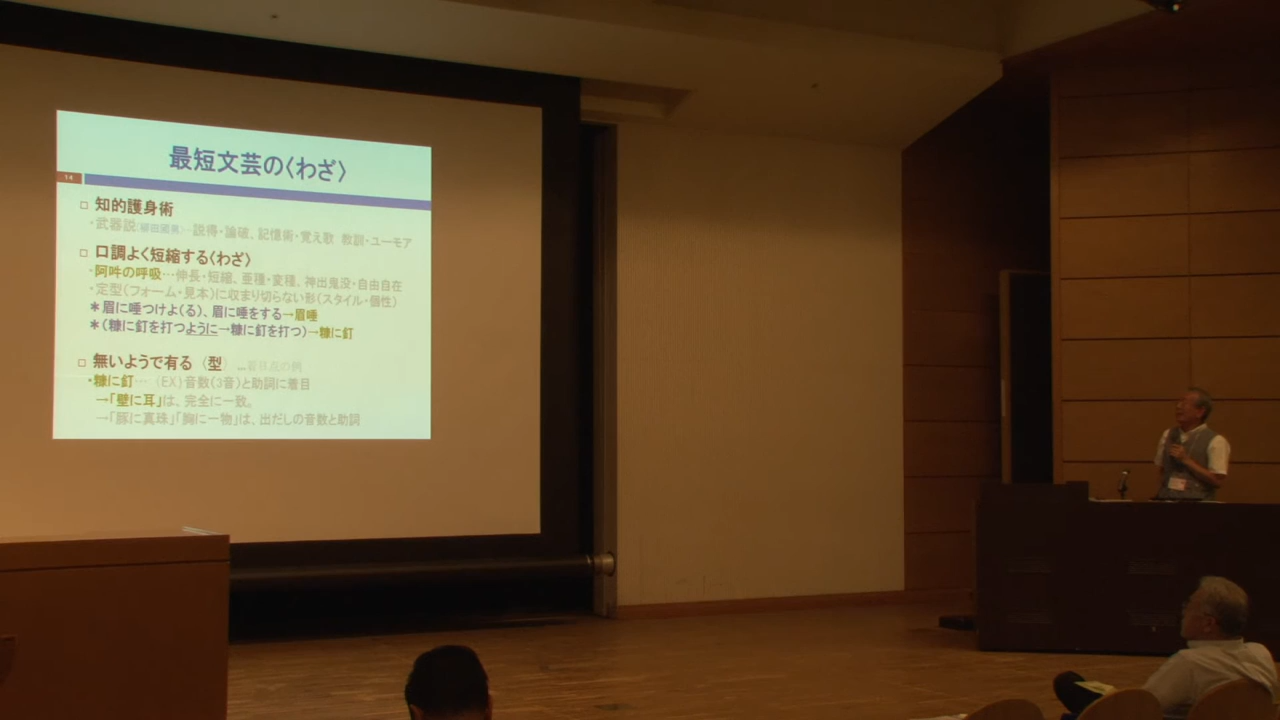 最短文芸の〈わざ〉
14
□ 知的護身術
・武器説:柳田國男…説得・論破、記憶術・覚え歌 教訓・ユーモア
□ 口調よく短縮する〈わざ〉
・阿吽の呼吸…伸長・短縮、亜種・変種、神出鬼没・自由自在
・定型(フォーム・見本)に収まり切らない形(スタイル・個性)
＊眉に唾つけよ(る)、眉に唾をする→眉唾
＊(糠に釘を打つように→糠に釘を打つ)→糠に釘
□ 無いようで有る〈型〉 …
・糠に釘… (EX)音数(3音)と助詞に着目
→「壁に耳」は、完全に一致。
→「豚に真珠」「胸に一物」は、出だしの音数と助詞